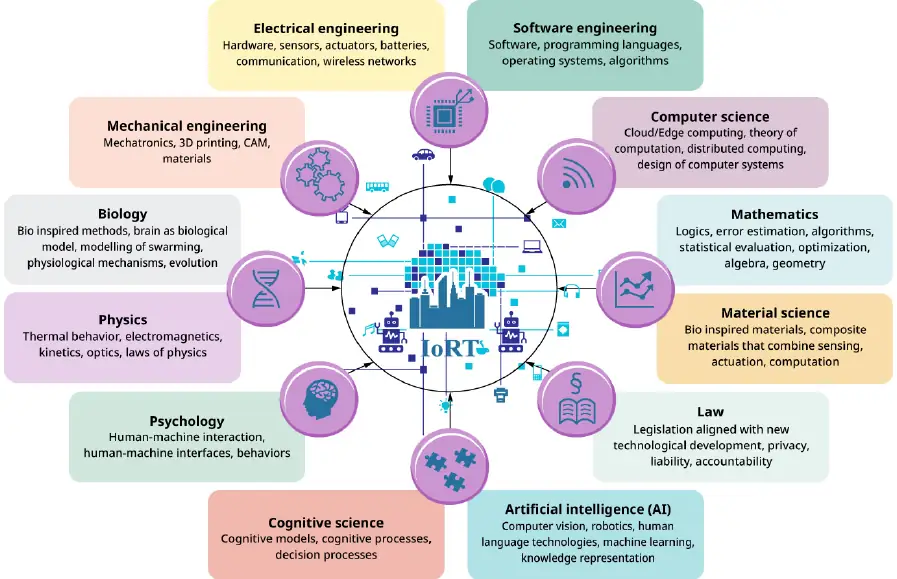 Electrical engineering
Hardware, sensors, actuators, batteries,
communication, wireless networks
Software engineering
Software, programming languages,
operating systems, algorithms
Mechanical engineering
Mechatronics, 3D printing, CAM,
materials
Computer science
Cloud/Edge computing, theory of
computation, distributed computing,
design of computer systems
Biology
Bio inspired methods, brain as biological
model, modelling of swarming,
physiological mechanisms, evolution
Mathematics
Logics, error estimation, algorithms,
statistical evaluation, optimization,
algebra, geometry
Physics
Thermal behavior, electromagnetics,
kinetics, optics, laws of physics
IoRT
Material science
Bio inspired materials, composite
materials that combine sensing,
actuation, computation
Psychology
Human-machine interaction,
human-machine interfaces, behaviors
§
Law
Legislation aligned with new
technological development, privacy,
liability, accountability
Cognitive science
Cognitive models, cognitive processes,
decision processes
Artificial intelligence (AI)
Computer vision, robotics, human
language technologies, machine learning,
knowledge representation